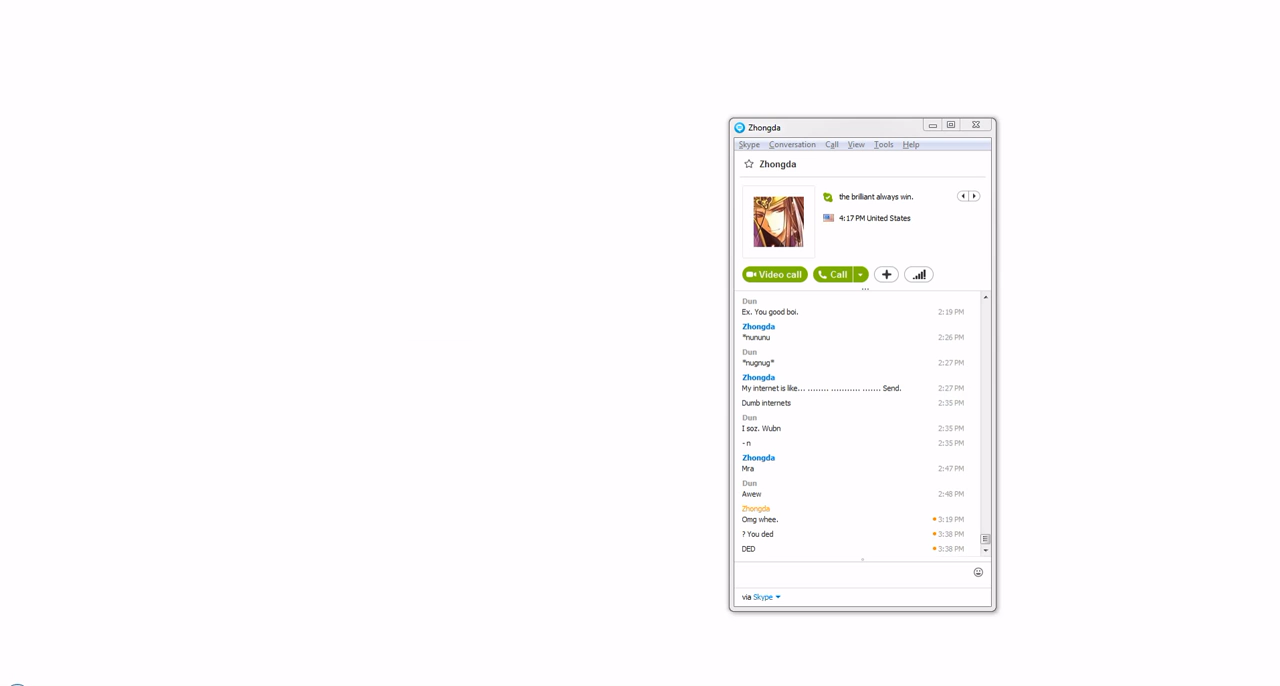 Zhongda
Skype Conversation Call View Tools Help
Zhongda
the brilliant always win.
4:17 PM United States
Video call Call
Dun
Ex. You good boi. 2:19 PM
Zhongda
*nununu 2:26 PM
Dun
*nugnug* 2:27 PM
Zhongda
My internet is like... ........ ........... ....... Send. 2:27 PM
Dumb internets 2:35 PM
Dun
I soz. Wubn 2:35 PM
- n 2:35 PM
Zhongda
Mra 2:47 PM
Dun
Awew 2:48 PM
Zhongda
Omg whee. 3:19 PM
? You ded 3:38 PM
DED 3:38 PM
via Skype